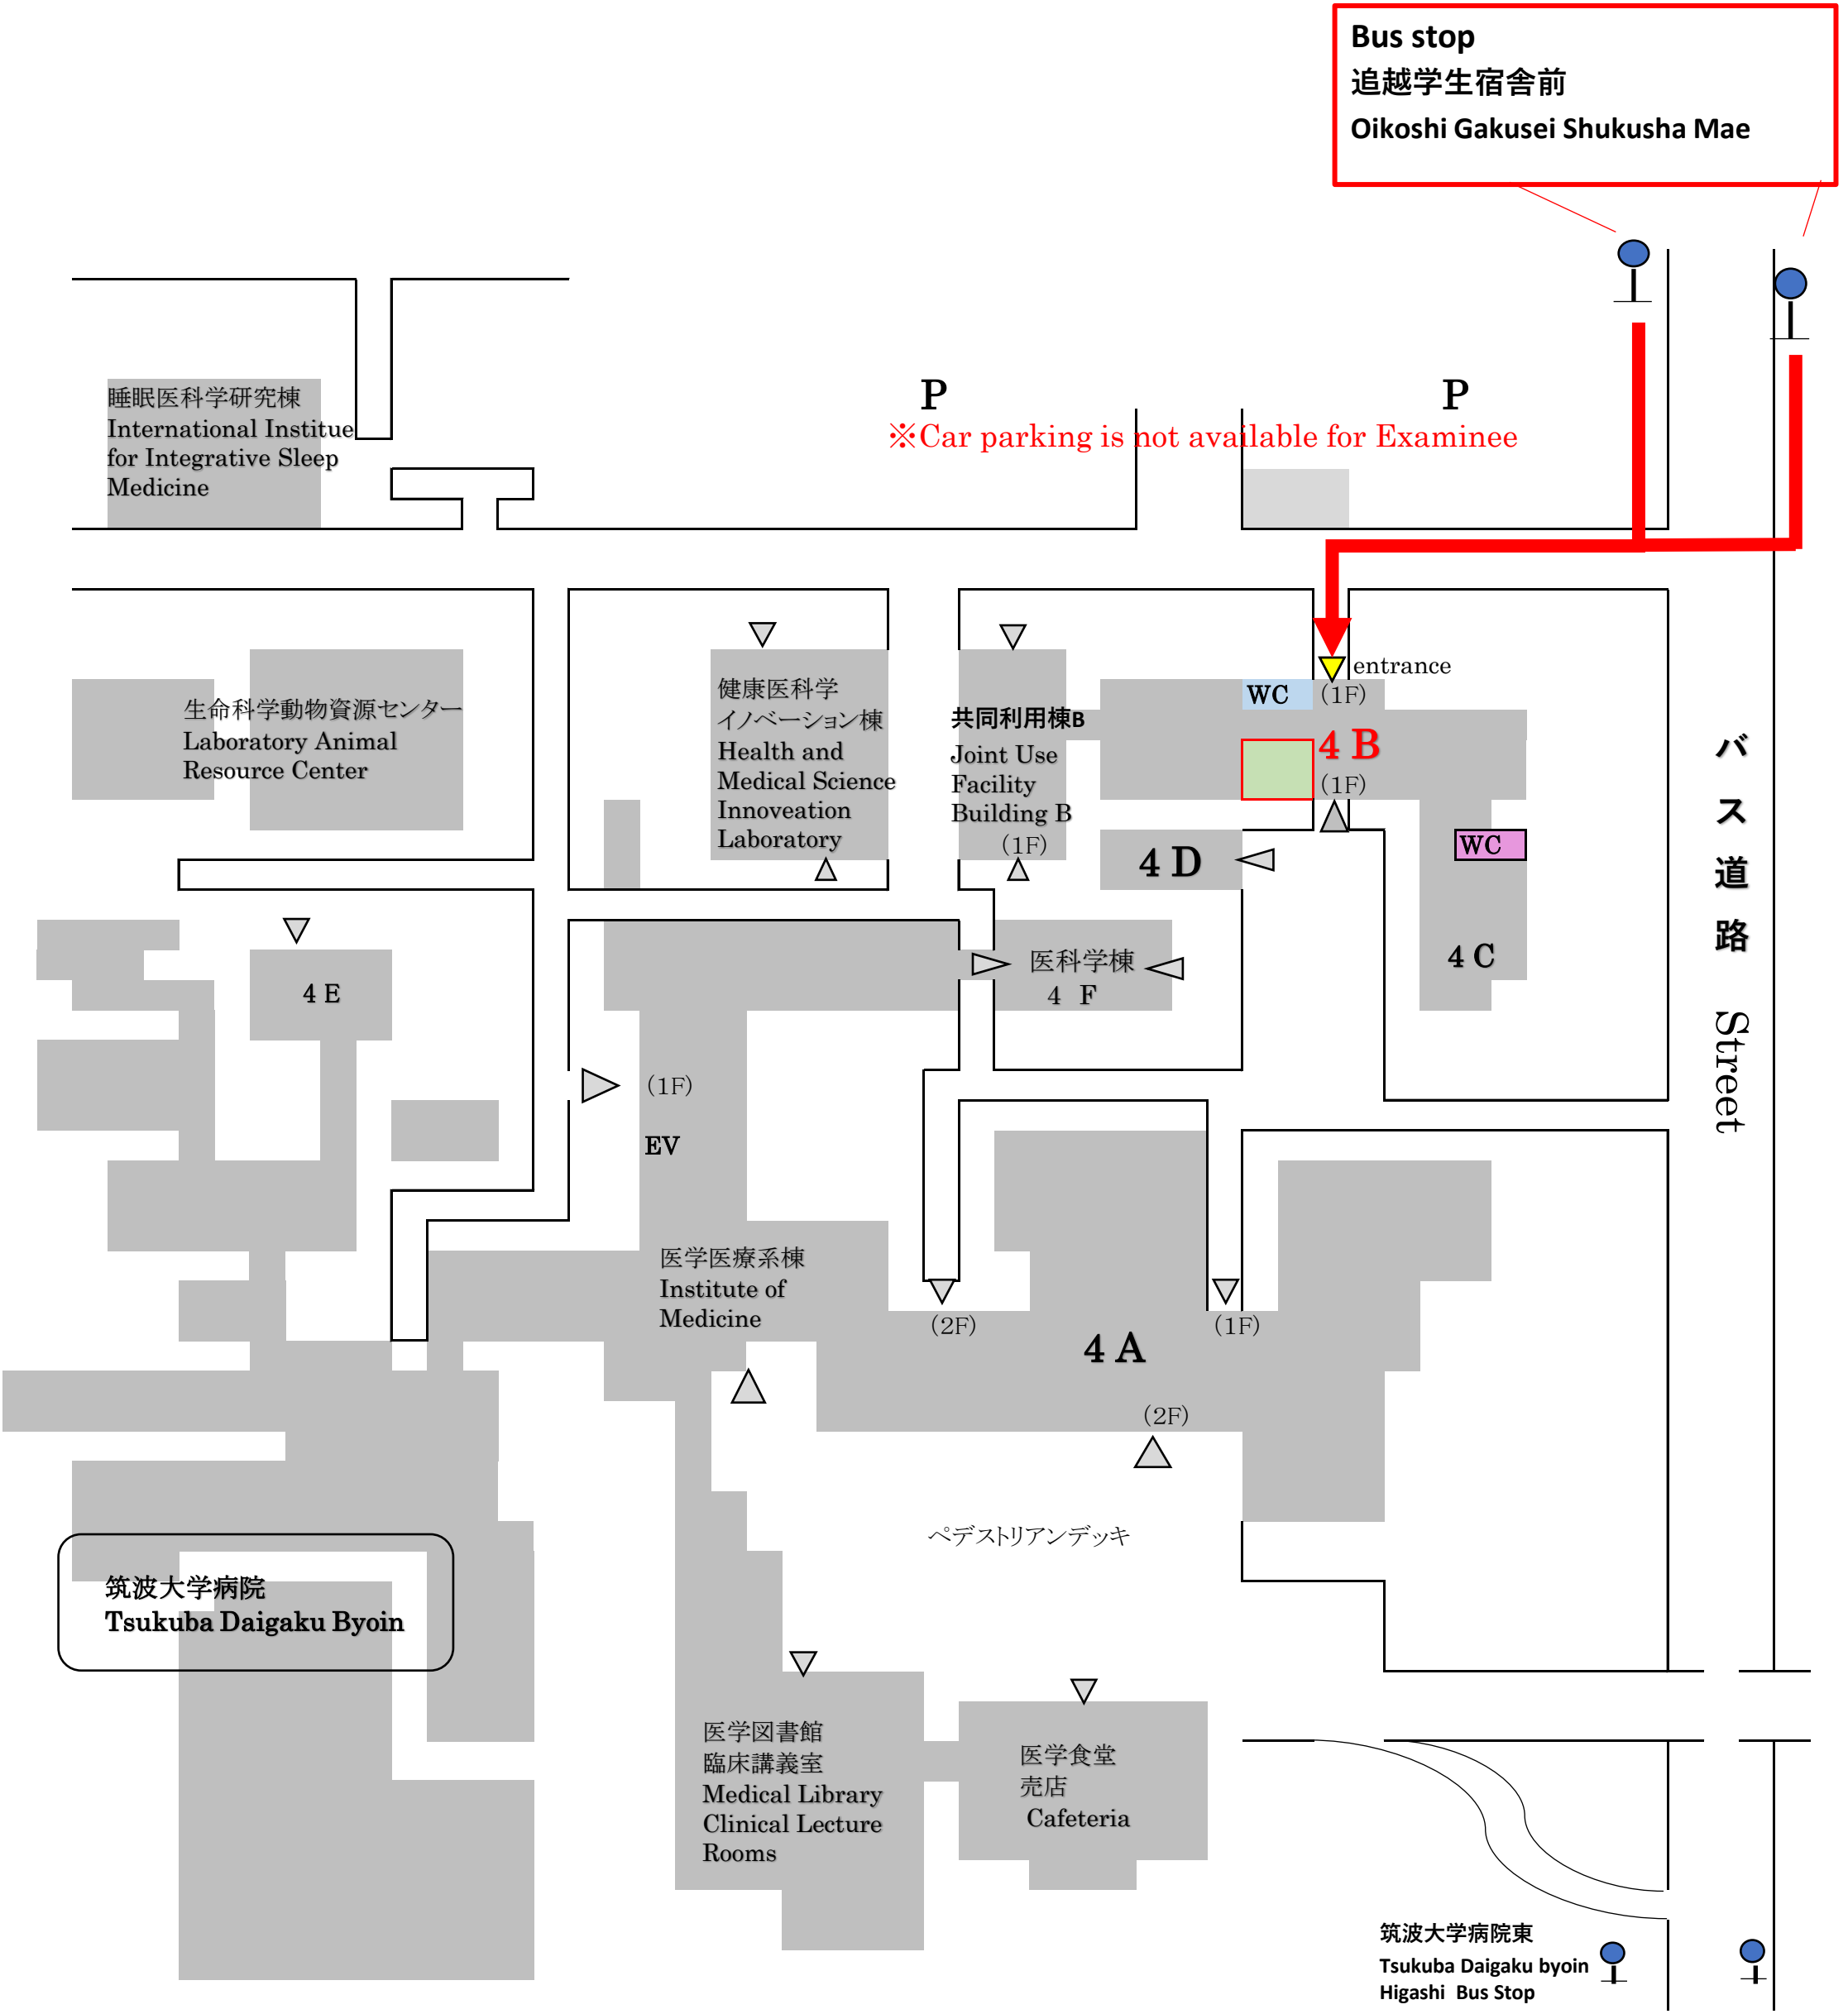 Bus stop
追越学生宿舎前
Oikoshi Gakusei Shukusha Mae
P
P
※Car parking is not available for Examinee
睡眠医科学研究棟
International Institue
for Integrative Sleep
Medicine
entrance
生命科学動物資源センター
Laboratory Animal
Resource Center
健康医科学
イノベーション棟
Health and
Medical Science
Innoveation
Laboratory
共同利用棟B
Joint Use
Facility
Building B
(1F)
WC
(1F)
4 B
(1F)
WC
4 D
4 C
バス道路 Street
4 E
医科学棟
4 F
(1F)
EV
医学医療系棟
Institute of
Medicine
(2F)
(1F)
4 A
(2F)
ペデストリアンデッキ
筑波大学病院
Tsukuba Daigaku Byoin
医学図書館
臨床講義室
Medical Library
Clinical Lecture
Rooms
医学食堂
売店
Cafeteria
筑波大学病院東
Tsukuba Daigaku byoin
Higashi Bus Stop